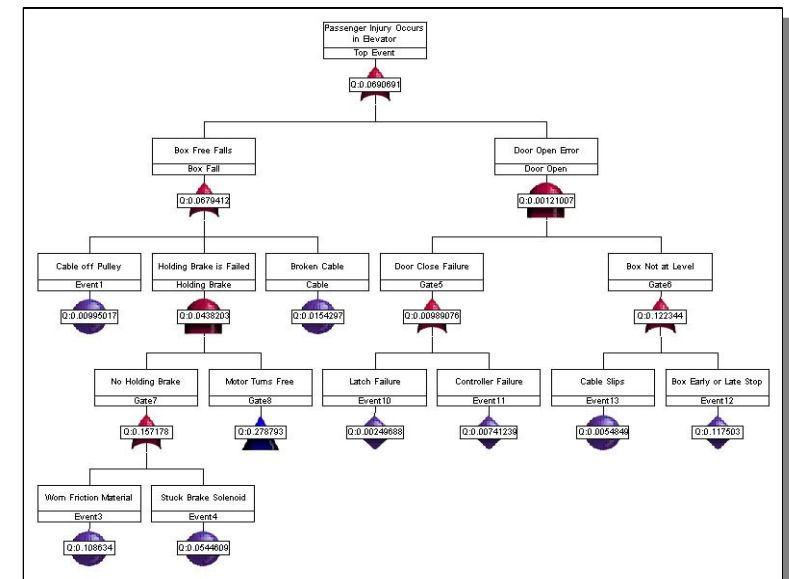 Passenger Injury Occurs
in Elevator
Top Event
Q:0.0690691
Box Free Falls
Box Fall
Q:0.0679412
Door Open Error
Door Open
Q:0.00121007
Cable off Pulley
Event1
Q:0.00995017
Holding Brake is Failed
Holding Brake
Q:0.0438203
Broken Cable
Cable
Q:0.0154297
Door Close Failure
Gate5
Q:0.00989076
Box Not at Level
Gate6
Q:0.122344
No Holding Brake
Gate7
Q:0.157178
Motor Turns Free
Gate8
Q:0.278793
Latch Failure
Event10
Q:0.00249688
Controller Failure
Event11
Q:0.00741239
Cable Slips
Event13
Q:0.0054849
Box Early or Late Stop
Event12
Q:0.117503
Worn Friction Material
Event3
Q:0.108634
Stuck Brake Solenoid
Event4
Q:0.0544609